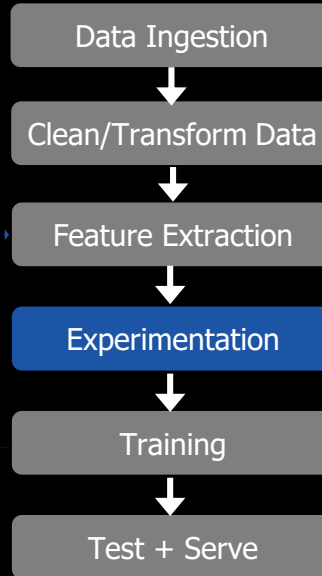 Data Ingestion
Clean/Transform Data
Feature Extraction
Experimentation
Training
Test + Serve